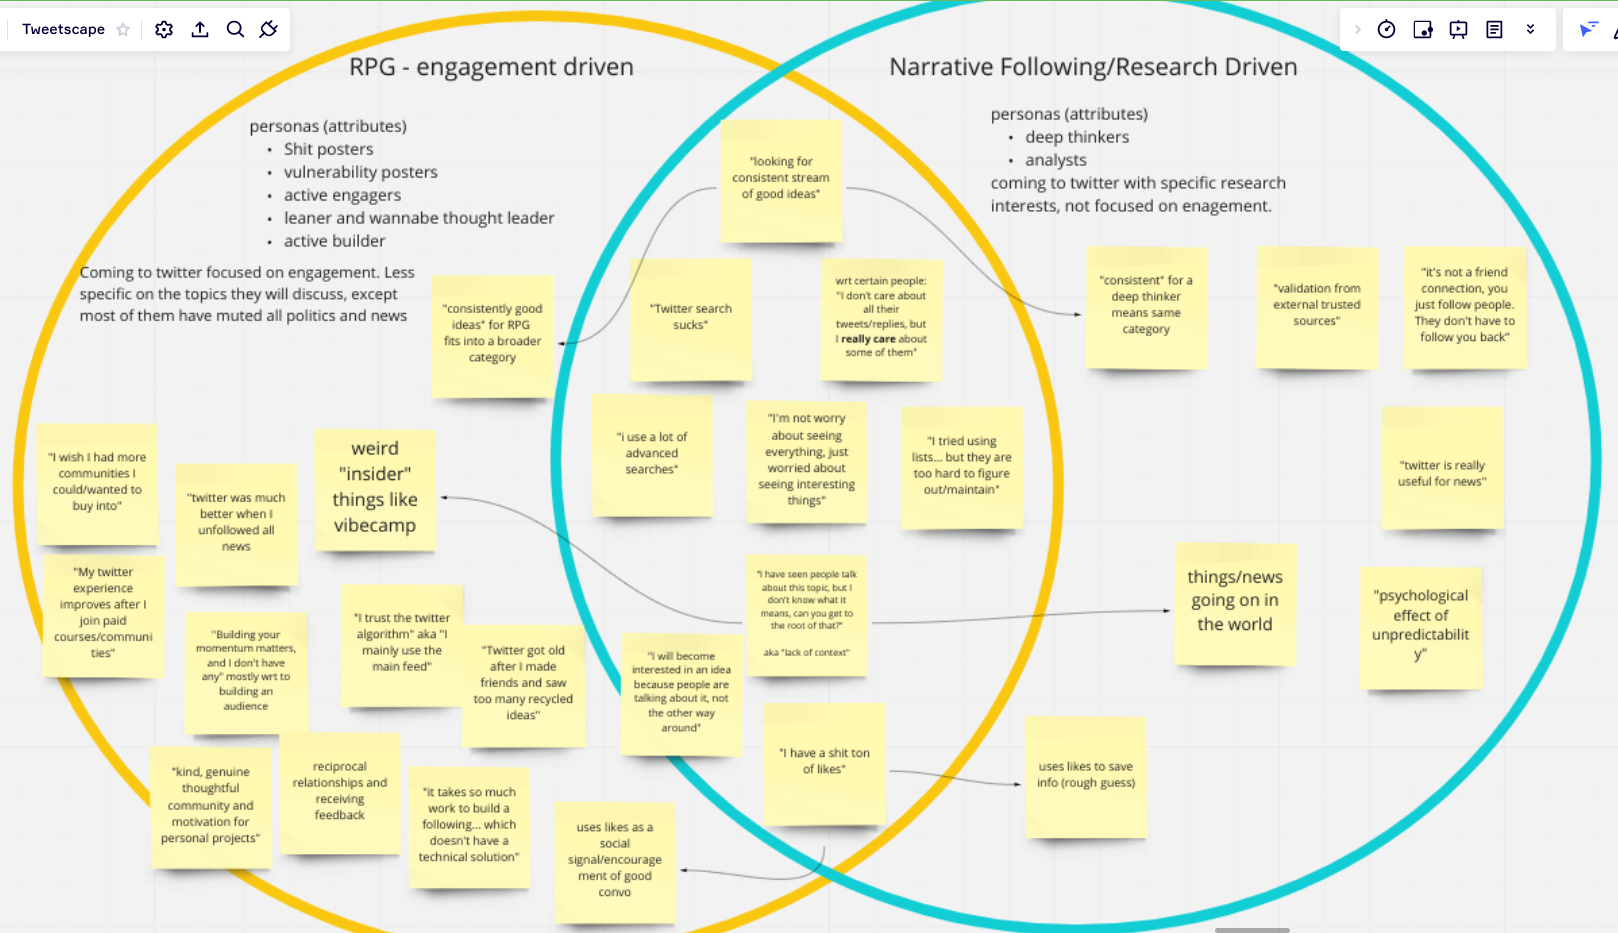 Tweetscape
RPG - engagement driven
Narrative Following/Research Driven
personas (attributes)
• Shit posters
• vulnerability posters
• active engagers
• leaner and wannabe thought leader
• active builder
Coming to twitter focused on engagement. Less
specific on the topics they will discuss, except
most of them have muted all politics and news
personas (attributes)
• deep thinkers
• analysts
coming to twitter with specific research
interests, not focused on enagement.
"looking for
consistent stream
of good ideas"
"consistently good
ideas" for RPG
fits into a broader
category
"Twitter search
sucks"
wrt certain people:
"I don't care about
all their
tweets/replies, but
I really care about
some of them"
"consistent" for a
deep thinker
means same
category
"validation from
external trusted
sources"
"it's not a friend
connection, you
just follow people.
They don't have to
follow you back"
"I wish I had more
communities I
could/wanted to
buy into"
"twitter was much
better when I
unfollowed all
news
weird
"insider"
things like
vibecamp
"i use a lot of
advanced
searches"
"I'm not worry
about seeing
everything, just
worried about
seeing interesting
things"
"I tried using
lists... but they are
too hard to figure
out/maintain"
"twitter is really
useful for news"
"My twitter
experience
improves after I
join paid
courses/communi
ties"
"Building your
momentum matters,
and I don't have
any" mostly wrt to
building an
audience
"I trust the twitter
algorithm" aka "I
mainly use the
main feed"
"Twitter got old
after I made
friends and saw
too many recycled
ideas"
"I will become
interested in an idea
because people are
talking about it, not
the other way
around"
"I have seen people talk
about this topic, but I
don't know what it
means, can you get to
the root of that?"
aka "lack of context"
things/news
going on in
the world
"psychological
effect of
unpredictabilit
y"
"kind, genuine
thoughtful
community and
motivation for
personal projects"
reciprocal
relationships and
receiving
feedback
"it takes so much
work to build a
following... which
doesn't have a
technical solution"
uses likes as a
social
signal/encourage
ment of good
convo
"I have a shit ton
of likes"
uses likes to save
info (rough guess)